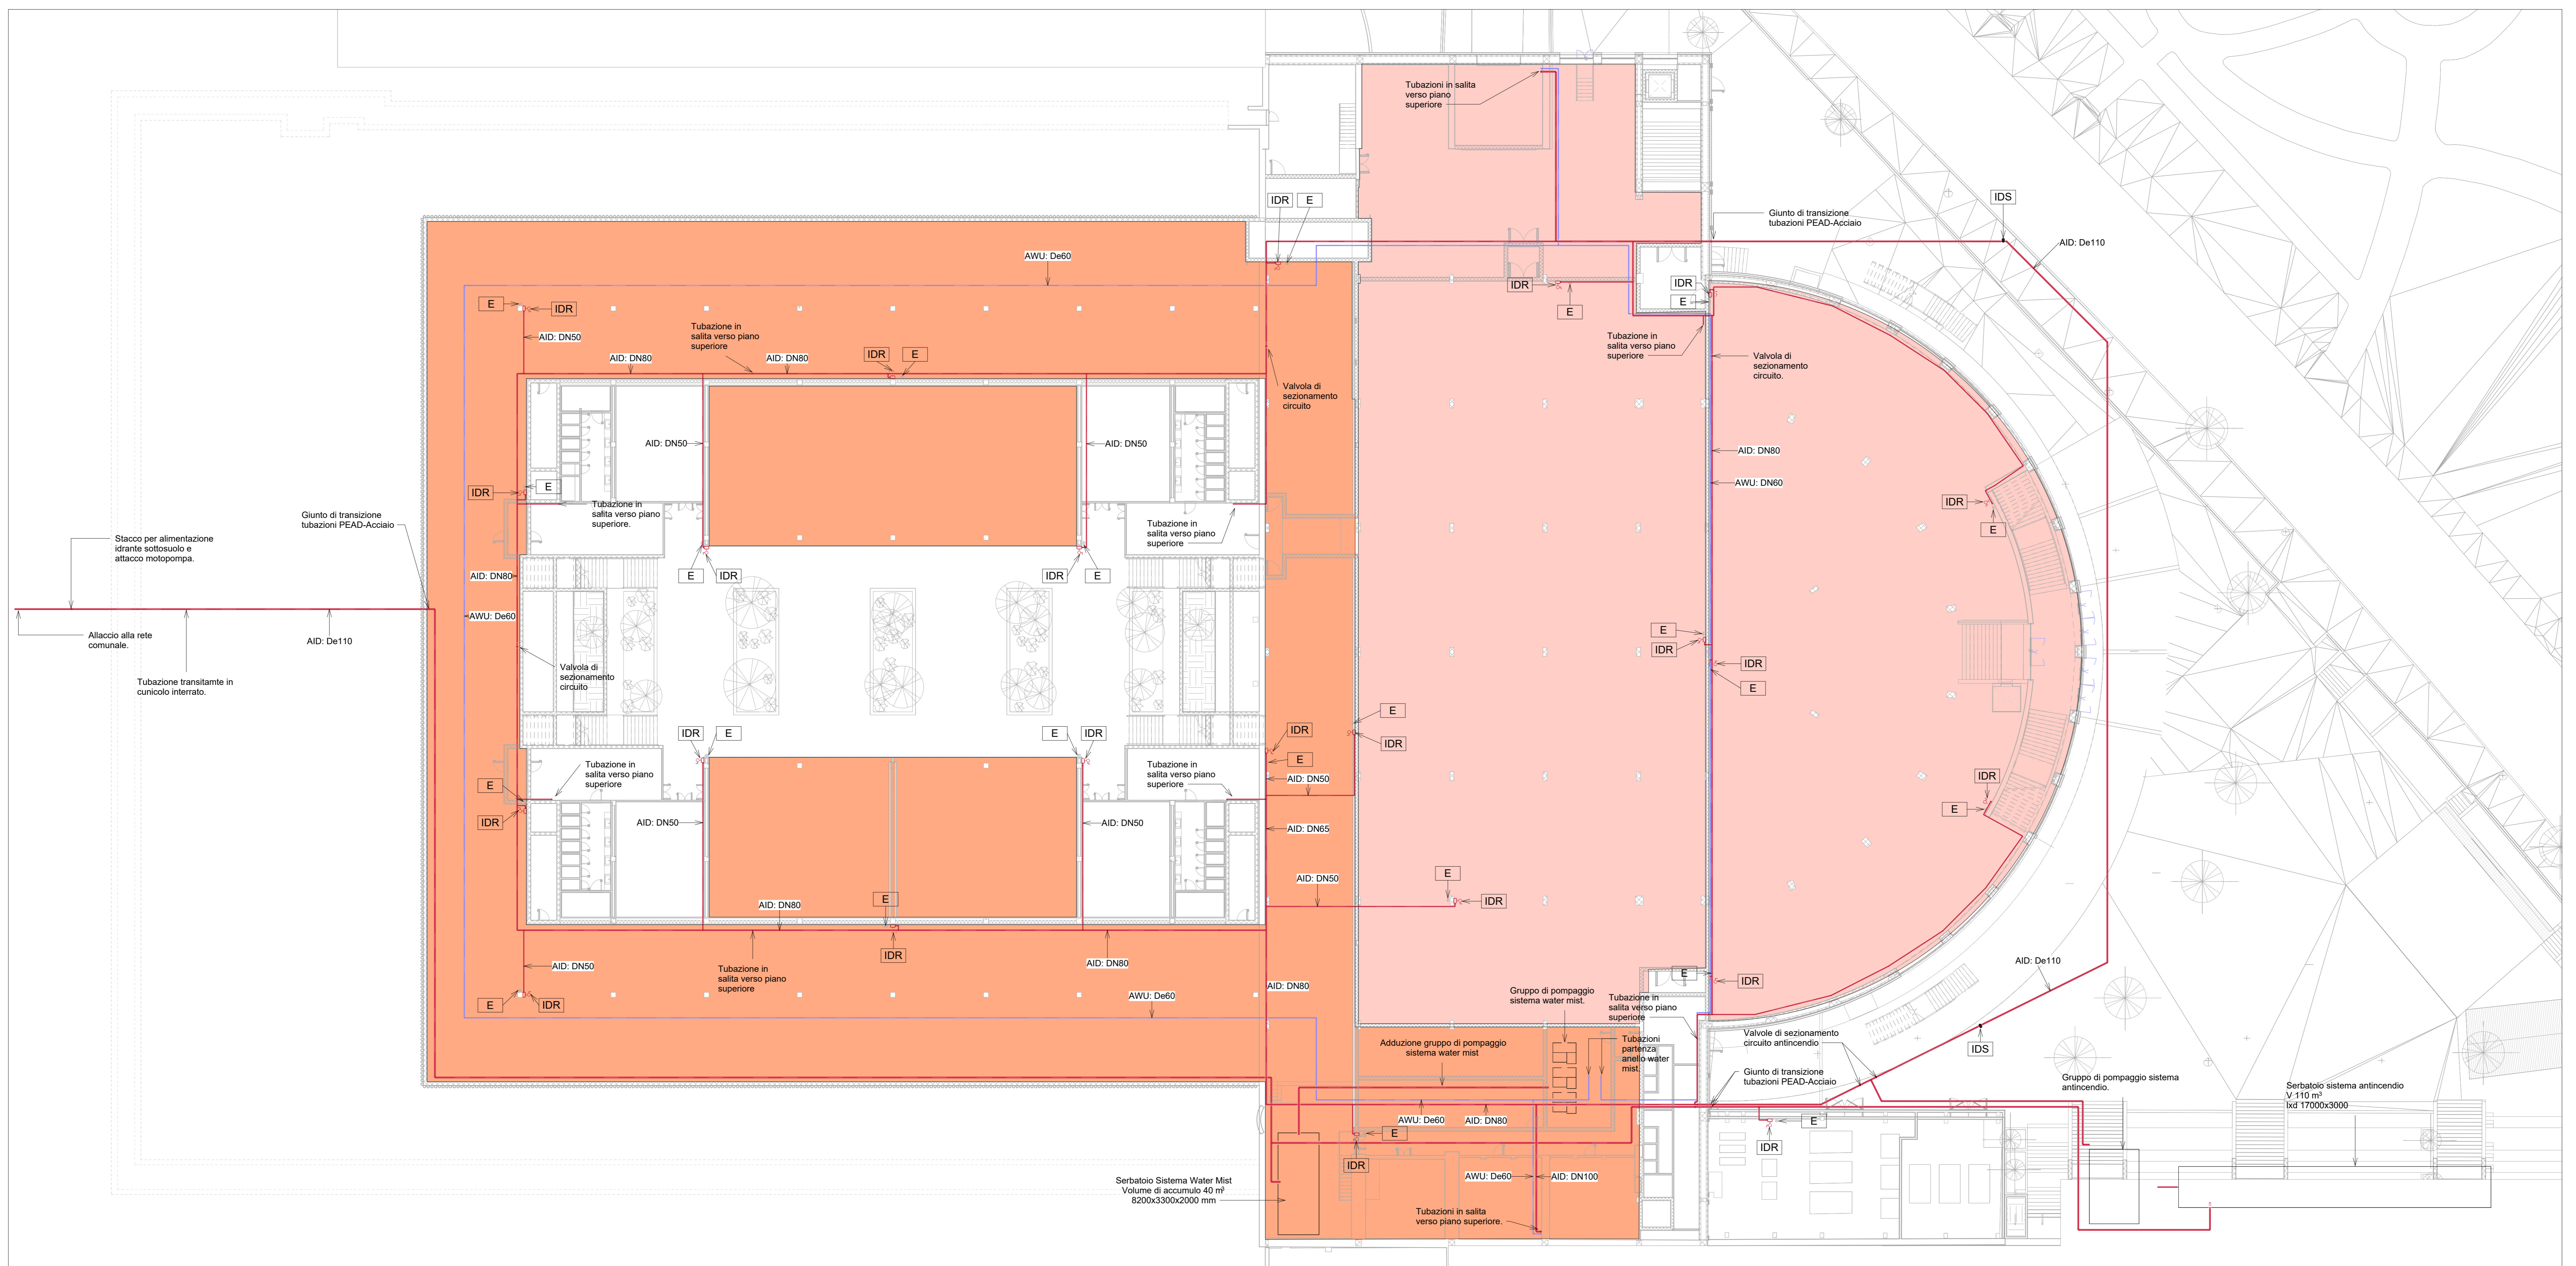 Tubazioni in salita
verso piano
superiore
IDR
E
IDS
Giunto di transizione
tubazioni PEAD-Acciaio
AID: De110
AWU: De60
IDR
E
IDR
E
E
IDR
IDR
E
AID: DN50
Tubazione in
salita verso piano
superiore
AID: DN80
AID: DN80
IDR
E
Tubazione in
salita verso piano
superiore
Valvola di
sezionamento
circuito.
Valvola di
sezionamento
circuito
AID: DN50
AID: DN50
AID: DN80
AWU: DN60
IDR
E
IDR
E
Tubazione in
salita verso piano
superiore.
Tubazione in
salita verso piano
superiore
Giunto di transizione
tubazioni PEAD-Acciaio
Stacco per alimentazione
idrante sottosuolo e
attacco motopompa.
AID: DN80
E
IDR
IDR
E
AWU: De60
Allaccio alla rete
comunale.
AID: De110
Tubazione transitamte in
cunicolo interrato.
Valvola di
sezionamento
circuito
E
IDR
IDR
E
E
IDR
IDR
E
E
IDR
IDR
E
Tubazione in
salita verso piano
superiore
Tubazione in
salita verso piano
superiore
AID: DN50
E
IDR
IDR
E
AID: DN50
AID: DN50
AID: DN65
E
IDR
AID: DN50
E
IDR
AID: DN80
AID: DN50
Tubazione in
salita verso piano
superiore
AID: DN80
E
IDR
AID: De110
E
IDR
AID: DN80
AWU: De60
Gruppo di pompaggio
sistema water mist.
Tubazione in
salita verso piano
superiore
Valvole di sezionamento
circuito antincendio
IDS
Adduzione gruppo di pompaggio
sistema water mist
Tubazioni
partenza
anello water
mist.
Giunto di transizione
tubazioni PEAD-Acciaio
Gruppo di pompaggio sistema
antincendio.
Serbatoio sistema antincendio
V 110 m³
lxd 17000x3000
AWU: De60
AID: DN80
E
IDR
E
IDR
Serbatoio Sistema Water Mist
Volume di accumulo 40 m³
8200x3300x2000 mm
AWU: De60
AID: DN100
Tubazioni in salita
verso piano superiore.